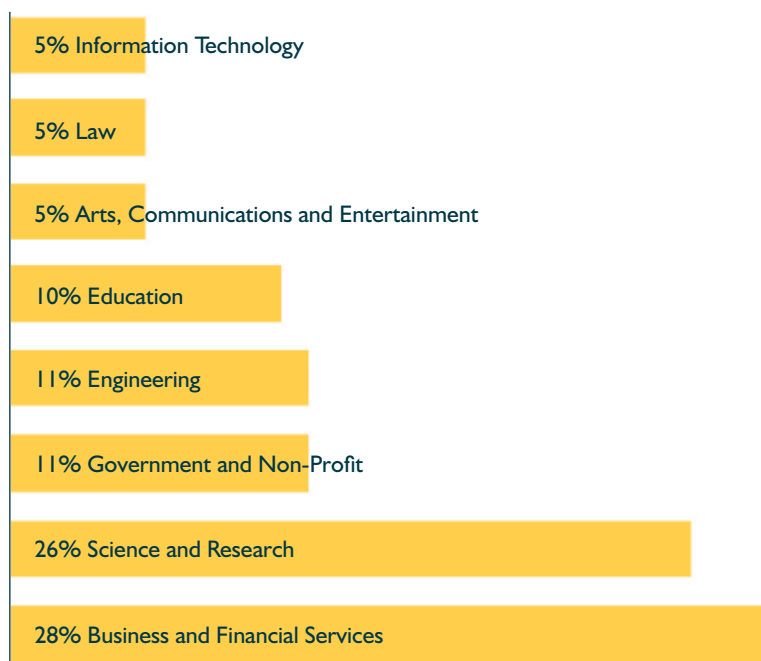 5% Information Technology
5% Law
5% Arts, Communications and Entertainment
10% Education
11% Engineering
11% Government and Non-Profit
26% Science and Research
28% Business and Financial Services